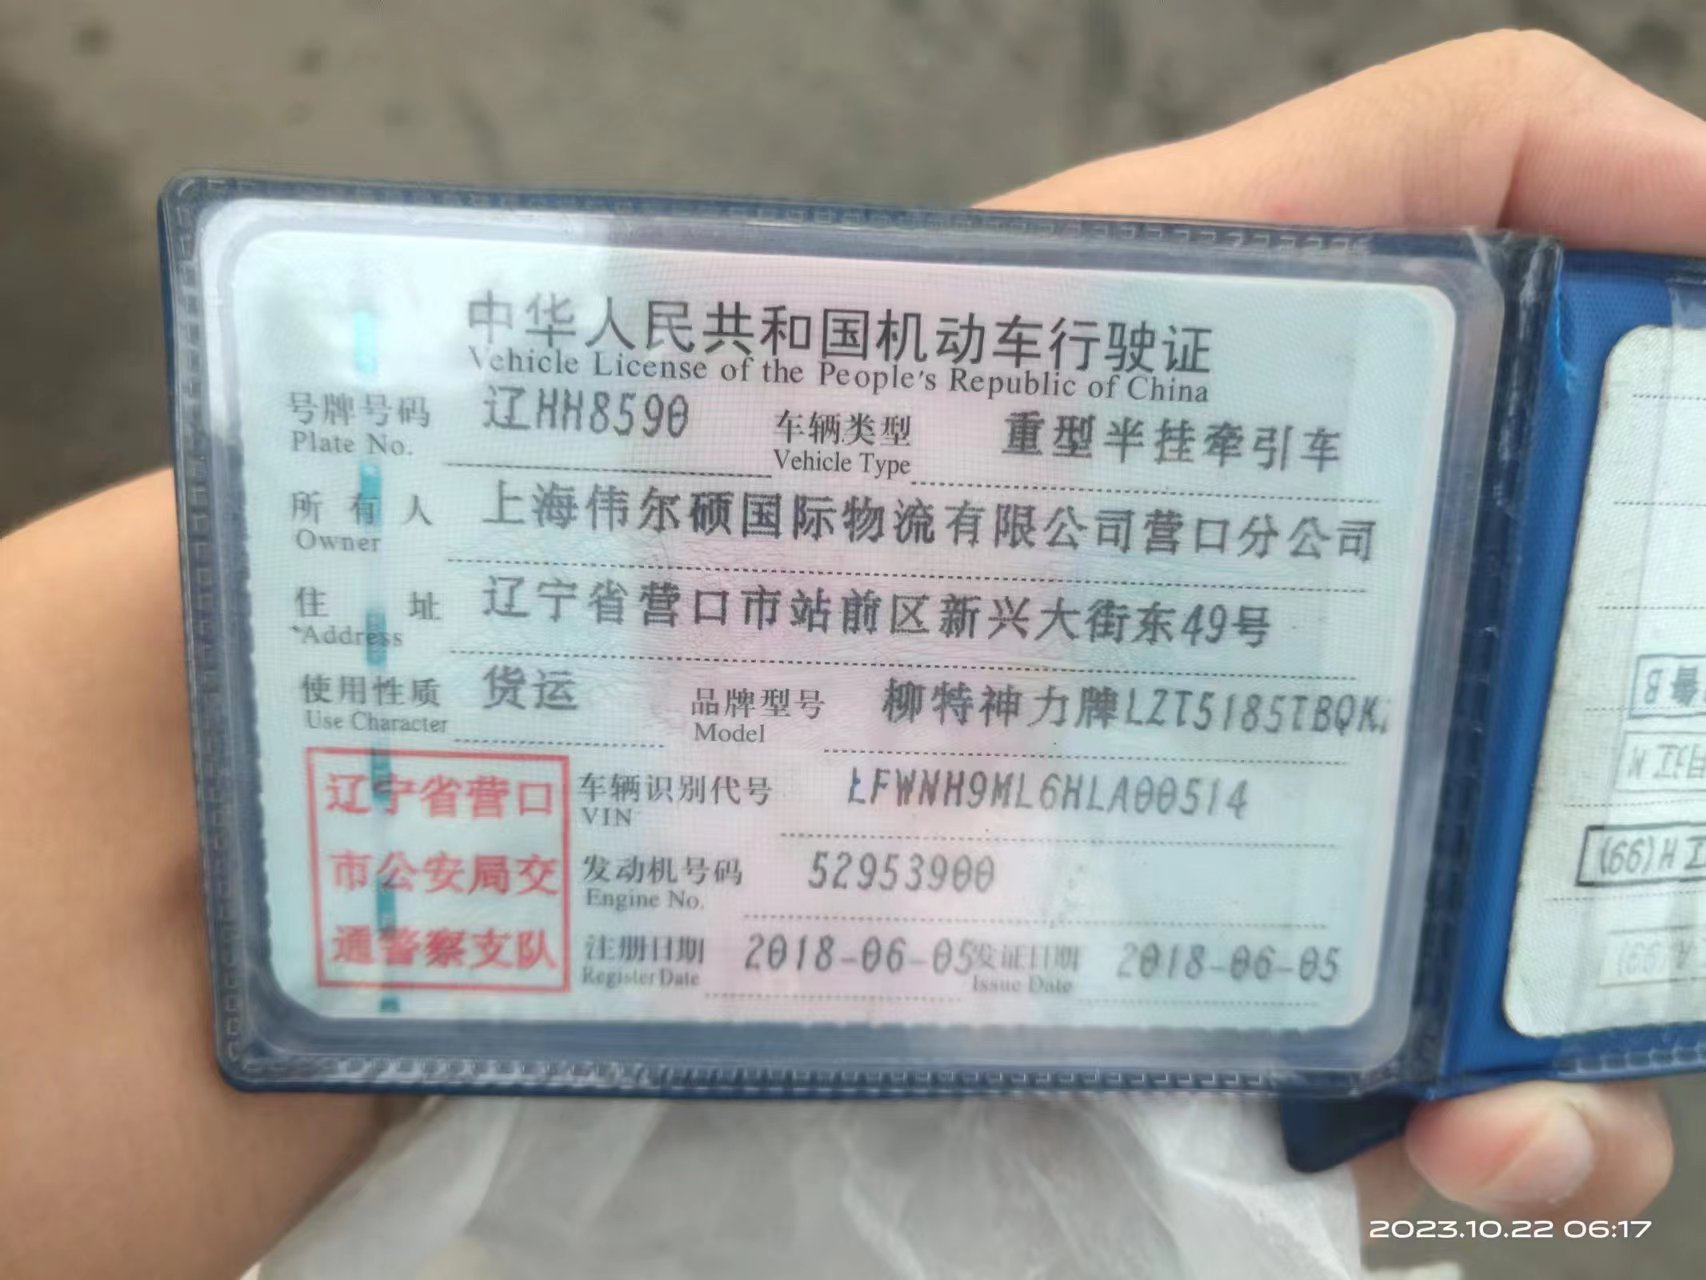 中华人民共和国机动车行驶证
Vehicle License of the People's Republic of China
号牌号码 辽HH8590 车辆类型 重型半挂牵引车
Plate No. Vehicle Type
所有人 上海伟尔硕国际物流有限公司营口分公司
Owner
住址 辽宁省营口市站前区新兴大街东49号
Address
使用性质 货运 品牌型号 柳特神力牌LZT5185TBQK
Use Character Model
辽宁省营口
市公安局交
通警察支队
车辆识别代号 LFWNH9ML6HLA00514
VIN
发动机号码 52953900
Engine No.
注册日期 2018-06-05 发证日期 2018-06-05
Register Date Issue Date
2023.10.22 06:17